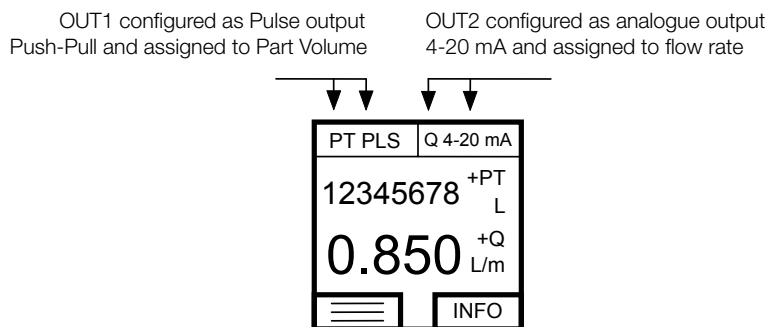 OUT1 configured as Pulse output
Push-Pull and assigned to Part Volume
OUT2 configured as analogue output
4-20 mA and assigned to flow rate
PT PLS
Q 4-20 mA
12345678 +PT
L
0.850 +Q
L/m
INFO